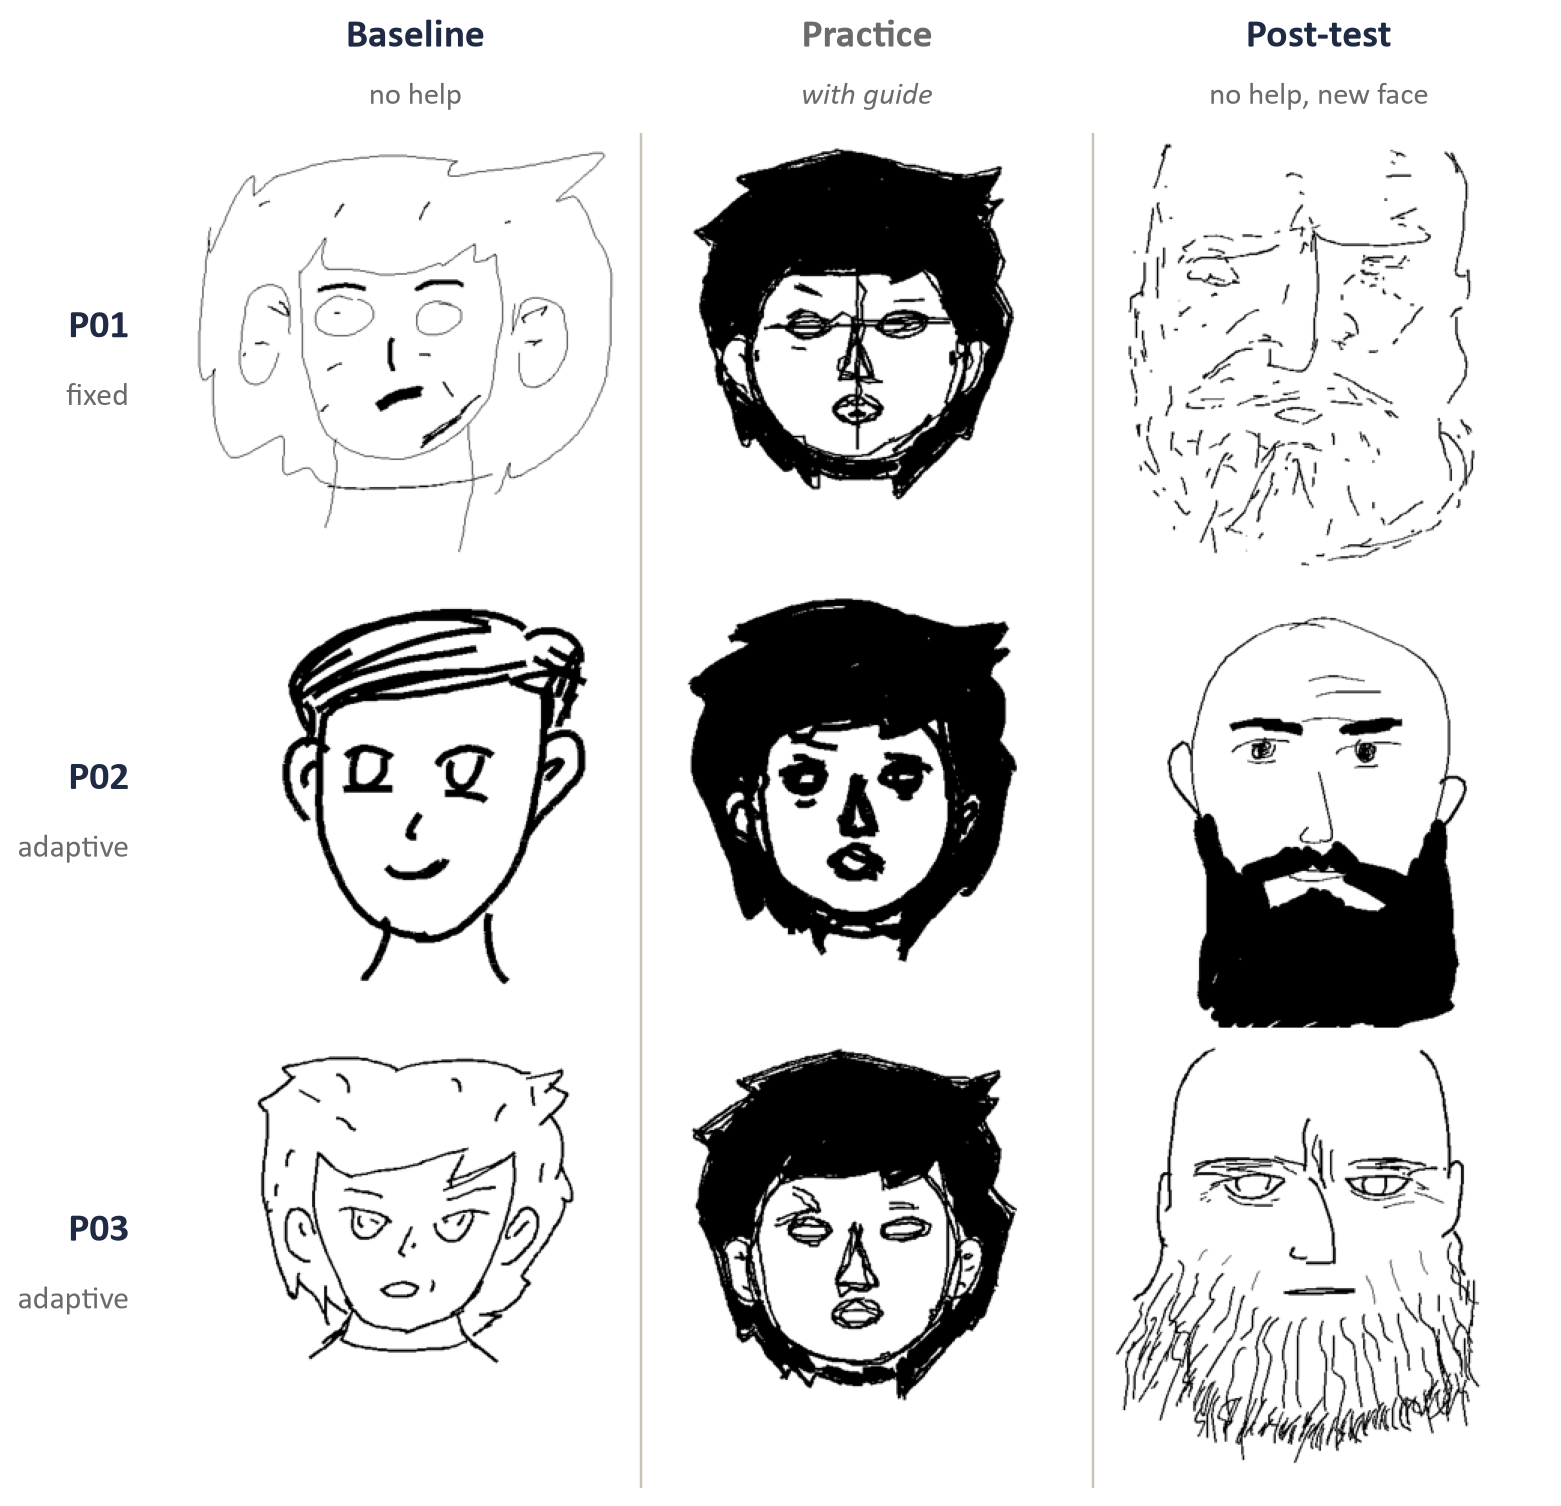 Baseline
Practice
Post-test
no help
with guide
no help, new face
P01
fixed
P02
adaptive
P03
adaptive